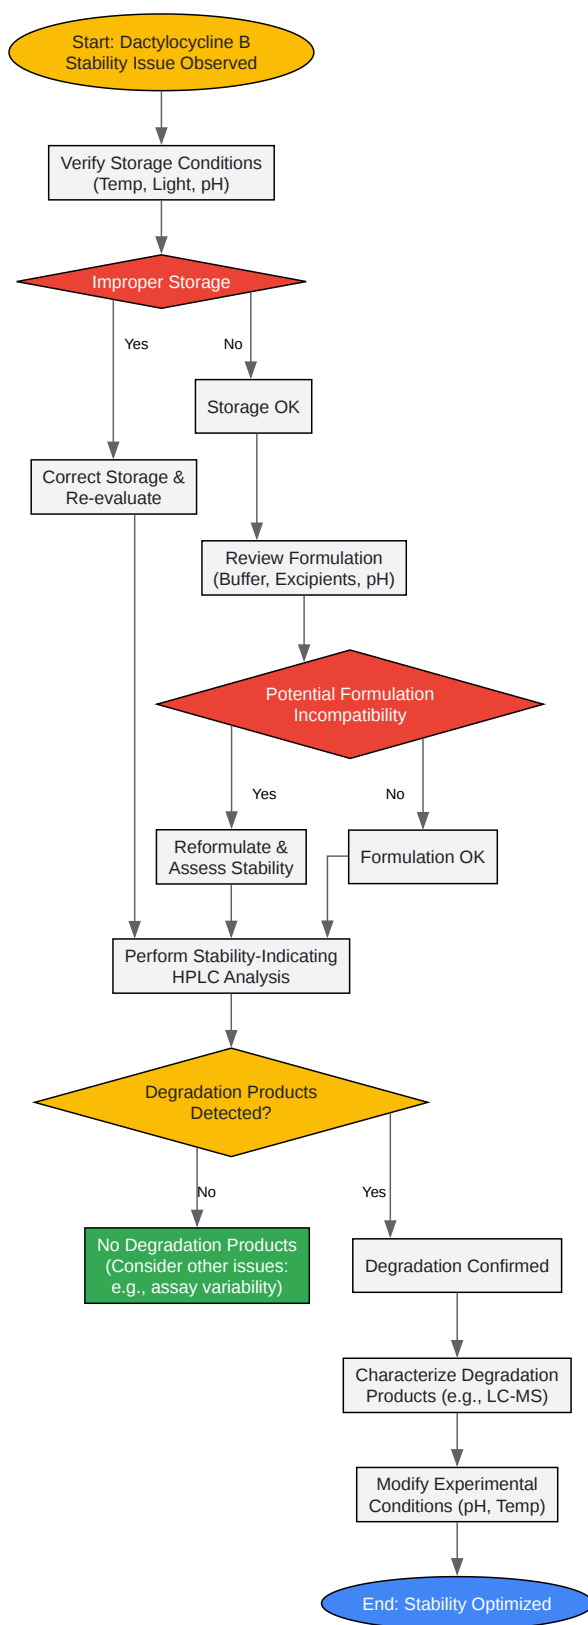 Start: Dactylocycline B
Stability Issue Observed
Verify Storage Conditions
(Temp, Light, pH)
Improper Storage
Yes
No
Storage OK
Correct Storage &
Re-evaluate
Review Formulation
(Buffer, Excipients, pH)
Potential Formulation
Incompatibility
Yes
No
Reformulate &
Assess Stability
Formulation OK
Perform Stability-Indicating
HPLC Analysis
Degradation Products
Detected?
No
Yes
No Degradation Products
(Consider other issues:
e.g., assay variability)
Degradation Confirmed
Characterize Degradation
Products (e.g., LC-MS)
Modify Experimental
Conditions (pH, Temp)
End: Stability Optimized